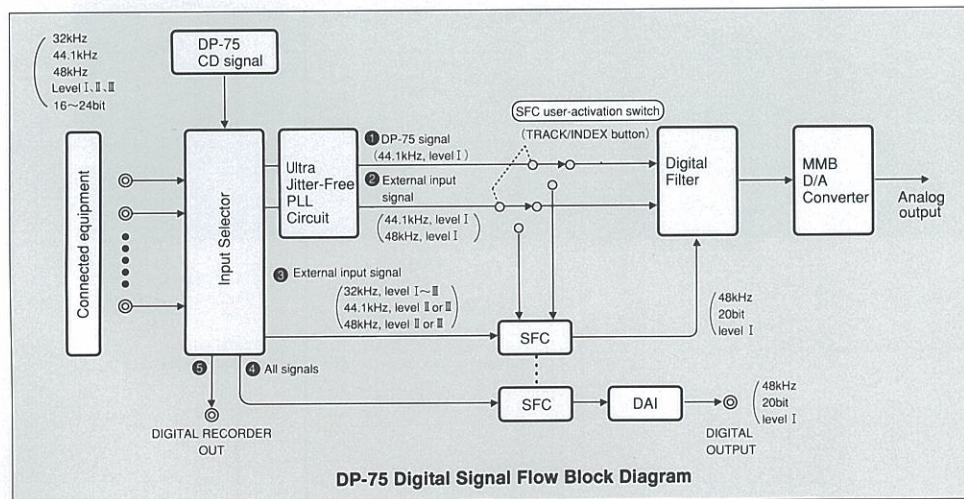 32kHz
44.1kHz
48kHz
Level Ⅰ、Ⅱ、Ⅲ
16～24bit
DP-75
CD signal
SFC user-activation switch
(TRACK/INDEX button)
Connected equipment
Input Selector
Ultra
Jitter-Free
PLL
Circuit
❶ DP-75 signal
(44.1kHz, level Ⅰ)
❷ External input
signal
(44.1kHz, level Ⅰ
48kHz, level Ⅰ)
Digital
Filter
MMB
D/A
Converter
Analog
output
❸ External input signal
(32kHz, level Ⅰ～Ⅲ
44.1kHz, level Ⅱ or Ⅲ
48kHz, level Ⅱ or Ⅲ)
SFC
(48kHz
20bit
level Ⅰ
❺
❹ All signals
SFC
DAI
(48kHz
20bit
level Ⅰ
DIGITAL RECORDER
OUT
DIGITAL
OUTPUT
DP-75 Digital Signal Flow Block Diagram